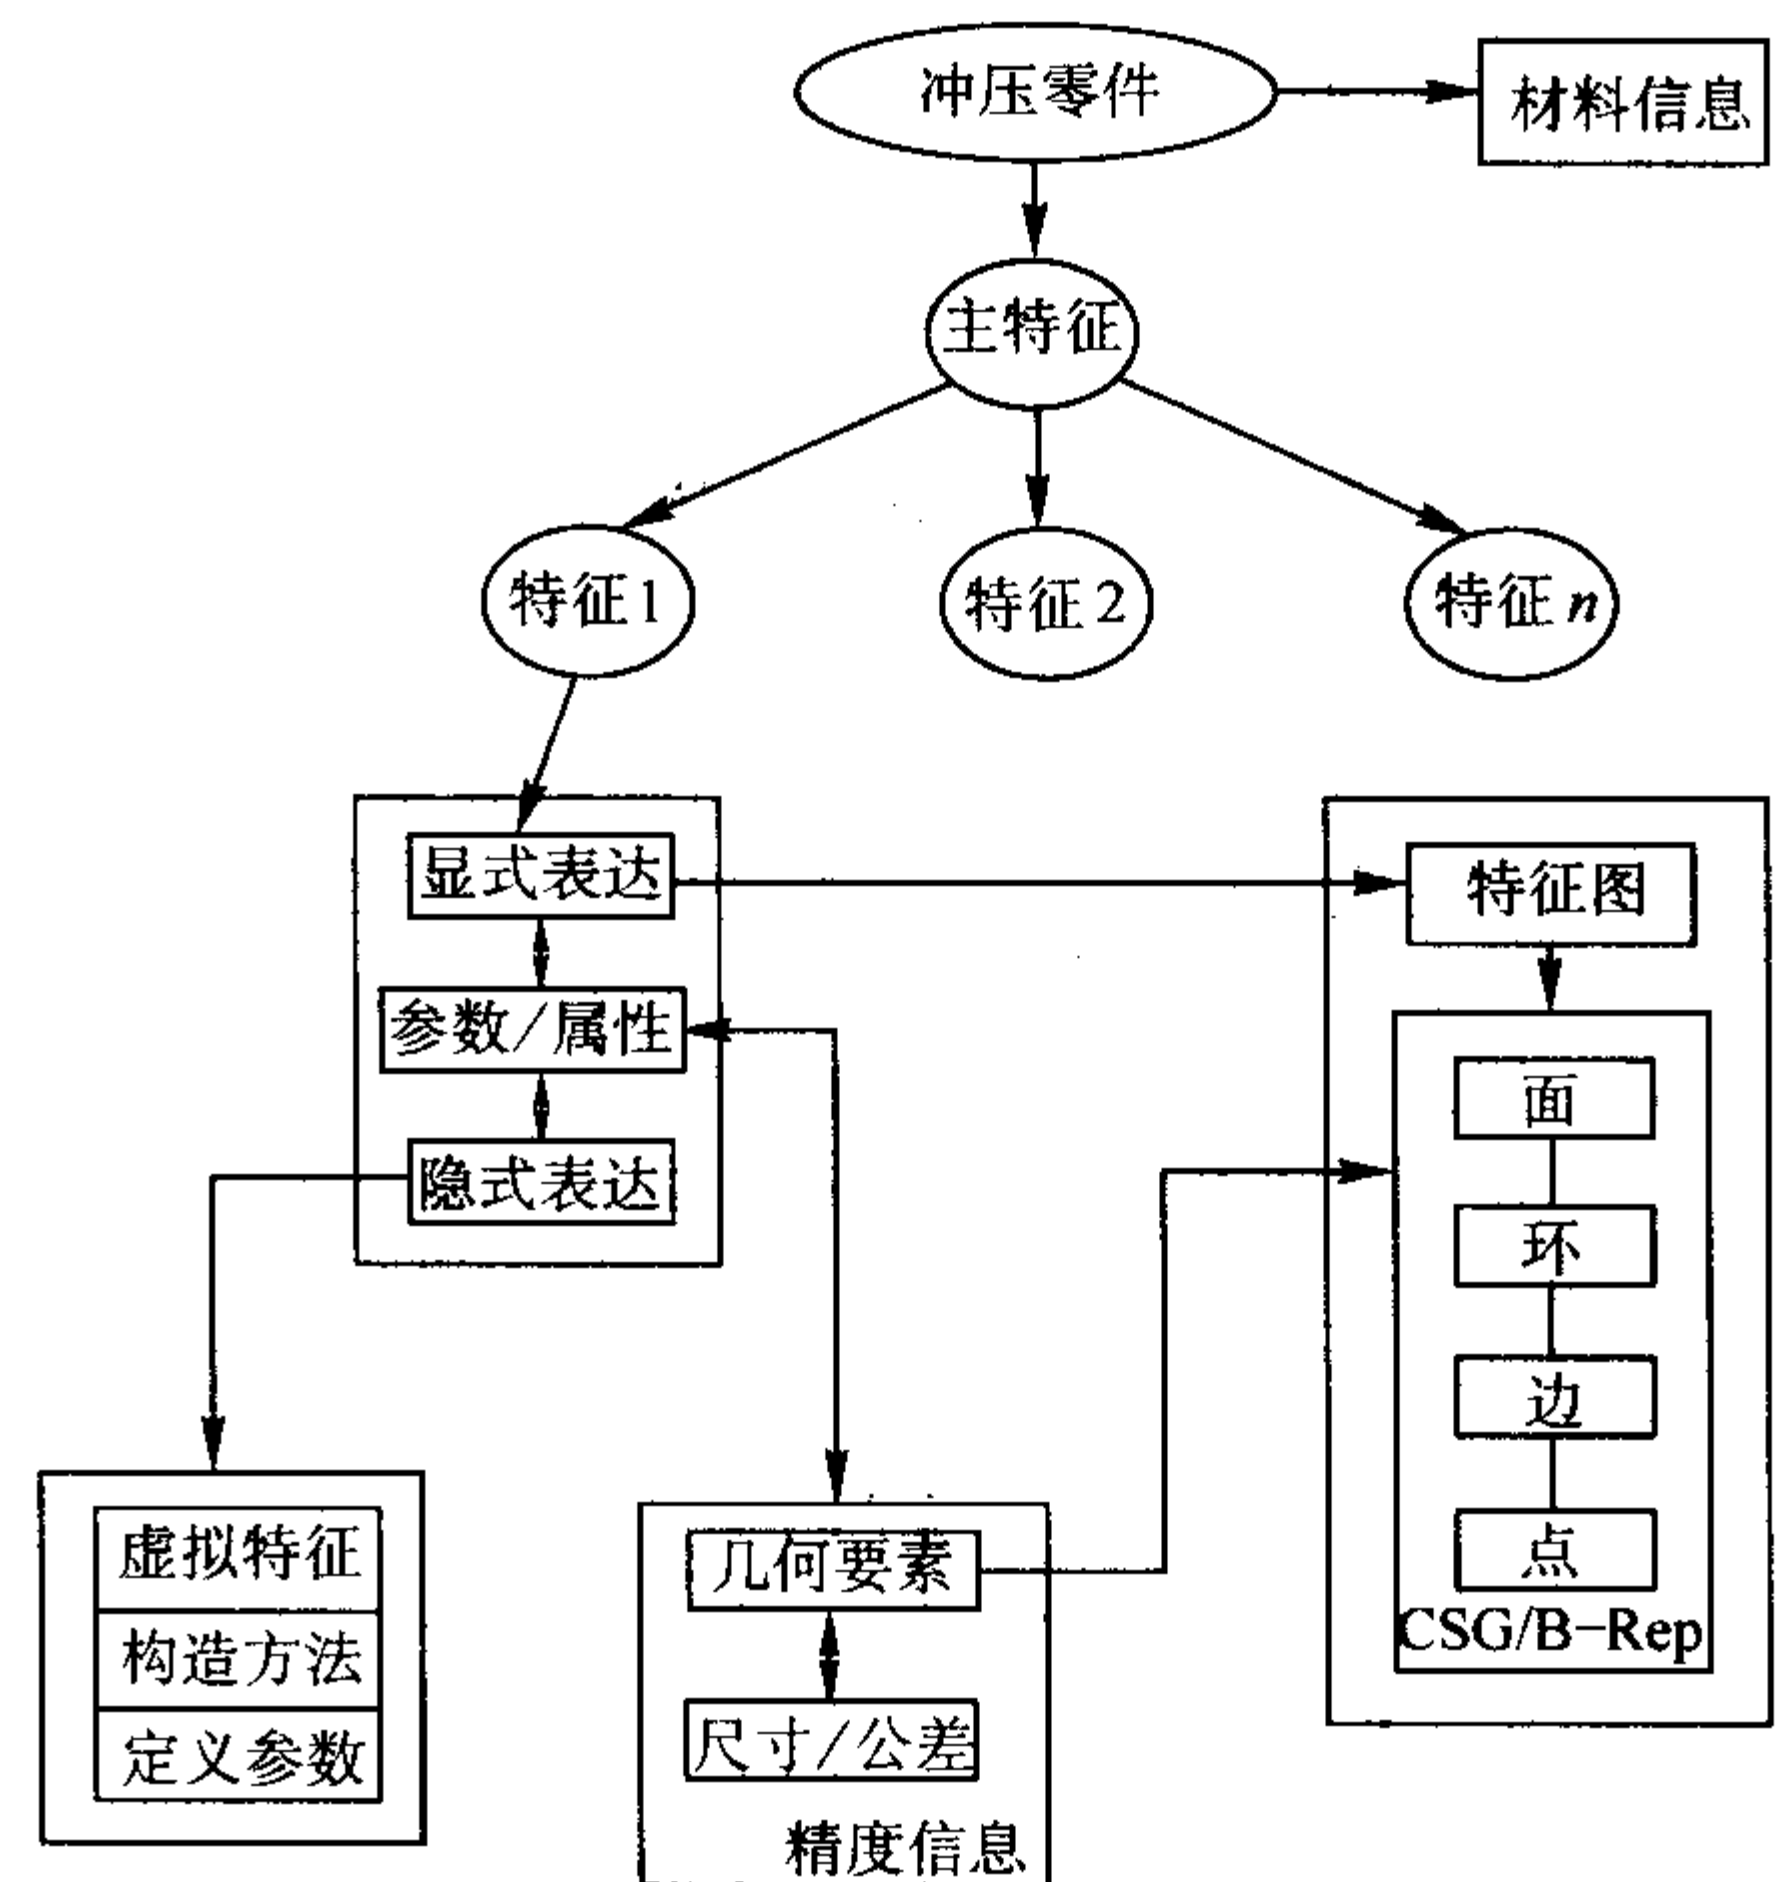 冲压零件
材料信息
主特征
特征1
特征2
特征n
显式表达
特征图
参数/属性
面
隐式表达
环
边
虚拟特征
几何要素
点
构造方法
CSG/B-Rep
定义参数
尺寸/公差
精度信息